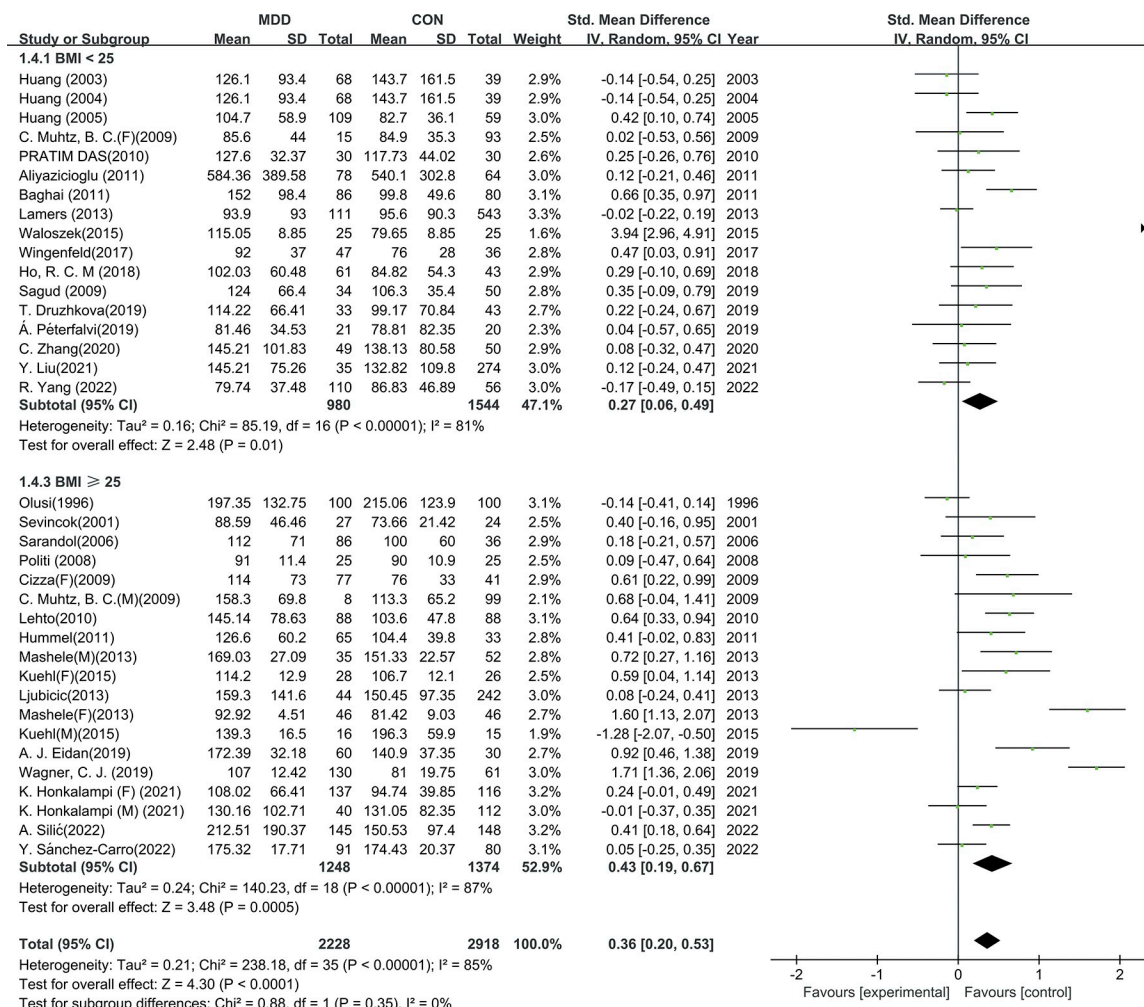 MDD CON Std. Mean Difference Std. Mean Difference
Study or Subgroup Mean SD Total Mean SD Total Weight IV, Random, 95% CI Year IV, Random, 95% CI
1.4.1 BMI < 25
Huang (2003) 126.1 93.4 68 143.7 161.5 39 2.9% -0.14 [-0.54, 0.25] 2003
Huang (2004) 126.1 93.4 68 143.7 161.5 39 2.9% -0.14 [-0.54, 0.25] 2004
Huang (2005) 104.7 58.9 109 82.7 36.1 59 3.0% 0.42 [0.10, 0.74] 2005
C. Muhtz, B. C.(F)(2009) 85.6 44 15 84.9 35.3 93 2.5% 0.02 [-0.53, 0.56] 2009
PRATIM DAS(2010) 127.6 32.37 30 117.73 44.02 30 2.6% 0.25 [-0.26, 0.76] 2010
Aliyazicioglu (2011) 584.36 389.58 78 540.1 302.8 64 3.0% 0.12 [-0.21, 0.46] 2011
Baghai (2011) 152 98.4 86 99.8 49.6 80 3.1% 0.66 [0.35, 0.97] 2011
Lamers (2013) 93.9 93 111 95.6 90.3 543 3.3% -0.02 [-0.22, 0.19] 2013
Waloszek(2015) 115.05 8.85 25 79.65 8.85 25 1.6% 3.94 [2.96, 4.91] 2015
Wingenfeld(2017) 92 37 47 76 28 36 2.8% 0.47 [0.03, 0.91] 2017
Ho, R. C. M (2018) 102.03 60.48 61 84.82 54.3 43 2.9% 0.29 [-0.10, 0.69] 2018
Sagud (2009) 124 66.4 34 106.3 35.4 50 2.8% 0.35 [-0.09, 0.79] 2019
T. Druzhkova(2019) 114.22 66.41 33 99.17 70.84 43 2.7% 0.22 [-0.24, 0.67] 2019
Á. Péterfalvi(2019) 81.46 34.53 21 78.81 82.35 20 2.4% 0.04 [-0.57, 0.65] 2019
C. Zhang(2020) 145.21 101.83 49 138.13 80.58 50 2.9% 0.08 [-0.32, 0.47] 2020
Y. Liu(2021) 145.21 75.26 35 132.82 109.8 274 3.0% 0.12 [-0.24, 0.47] 2021
R. Yang (2022) 79.74 37.48 110 86.83 46.89 56 3.0% -0.17 [-0.49, 0.15] 2022
Subtotal (95% CI) 980 1544 47.1% 0.27 [0.06, 0.49]
Heterogeneity: Tau² = 0.16; Chi² = 85.19, df = 16 (P < 0.00001); I² = 81%
Test for overall effect: Z = 2.48 (P = 0.01)
1.4.3 BMI ⩾ 25
Olusi(1996) 197.35 132.75 100 215.06 123.9 100 3.1% -0.14 [-0.41, 0.14] 1996
Sevincok(2001) 88.59 46.46 27 73.66 21.42 24 2.5% 0.40 [-0.16, 0.95] 2001
Sarandol(2006) 112 71 86 100 60 36 2.9% 0.18 [-0.21, 0.57] 2006
Politi (2008) 91 11.4 25 90 10.9 25 2.5% 0.09 [-0.47, 0.64] 2008
Cizza(F)(2009) 114 73 77 76 33 41 2.9% 0.61 [0.22, 0.99] 2009
C. Muhtz, B. C.(M)(2009) 158.3 69.8 8 113.3 65.2 99 2.1% 0.68 [-0.04, 1.41] 2009
Lehto(2010) 145.14 78.63 88 103.6 47.8 88 3.1% 0.64 [0.33, 0.94] 2010
Hummel(2011) 126.6 60.2 65 104.4 39.8 33 2.8% 0.41 [-0.02, 0.83] 2011
Mashele(M)(2013) 169.03 27.09 35 151.33 22.57 52 2.8% 0.72 [0.27, 1.16] 2013
Kuehl(F)(2015) 114.2 12.9 28 106.7 12.1 26 2.5% 0.59 [0.04, 1.14] 2013
Ljubicic(2013) 159.3 141.6 44 150.45 97.35 242 3.0% 0.08 [-0.24, 0.41] 2013
Mashele(F)(2013) 92.92 4.51 46 81.42 9.03 46 2.7% 1.60 [1.13, 2.07] 2013
Kuehl(M)(2015) 139.3 16.5 16 196.3 59.9 15 1.9% -1.28 [-2.07, -0.50] 2015
A. J. Eidan(2019) 172.39 32.18 60 140.9 37.35 30 2.7% 0.92 [0.46, 1.38] 2019
Wagner, C. J. (2019) 107 12.42 130 81 19.75 61 3.0% 1.71 [1.36, 2.06] 2019
K. Honkalampi (F) (2021) 108.02 66.41 137 94.74 39.85 116 3.2% 0.24 [-0.01, 0.49] 2021
K. Honkalampi (M) (2021) 130.16 102.71 40 131.05 82.35 112 3.0% -0.01 [-0.37, 0.35] 2021
A. Silić(2022) 212.51 190.37 145 150.53 97.4 148 3.2% 0.41 [0.18, 0.64] 2022
Y. Sánchez-Carro(2022) 175.32 17.71 91 174.43 20.37 80 3.1% 0.05 [-0.25, 0.35] 2022
Subtotal (95% CI) 1248 1374 52.9% 0.43 [0.19, 0.67]
Heterogeneity: Tau² = 0.24; Chi² = 140.23, df = 18 (P < 0.00001); I² = 87%
Test for overall effect: Z = 3.48 (P = 0.0005)
Total (95% CI) 2228 2918 100.0% 0.36 [0.20, 0.53]
Heterogeneity: Tau² = 0.21; Chi² = 238.18, df = 35 (P < 0.00001); I² = 85%
Test for overall effect: Z = 4.30 (P < 0.0001)
Test for subgroup differences: Chi² = 0.88, df = 1 (P = 0.35), I² = 0%
-2 -1 0 1 2
Favours [experimental] Favours [control]